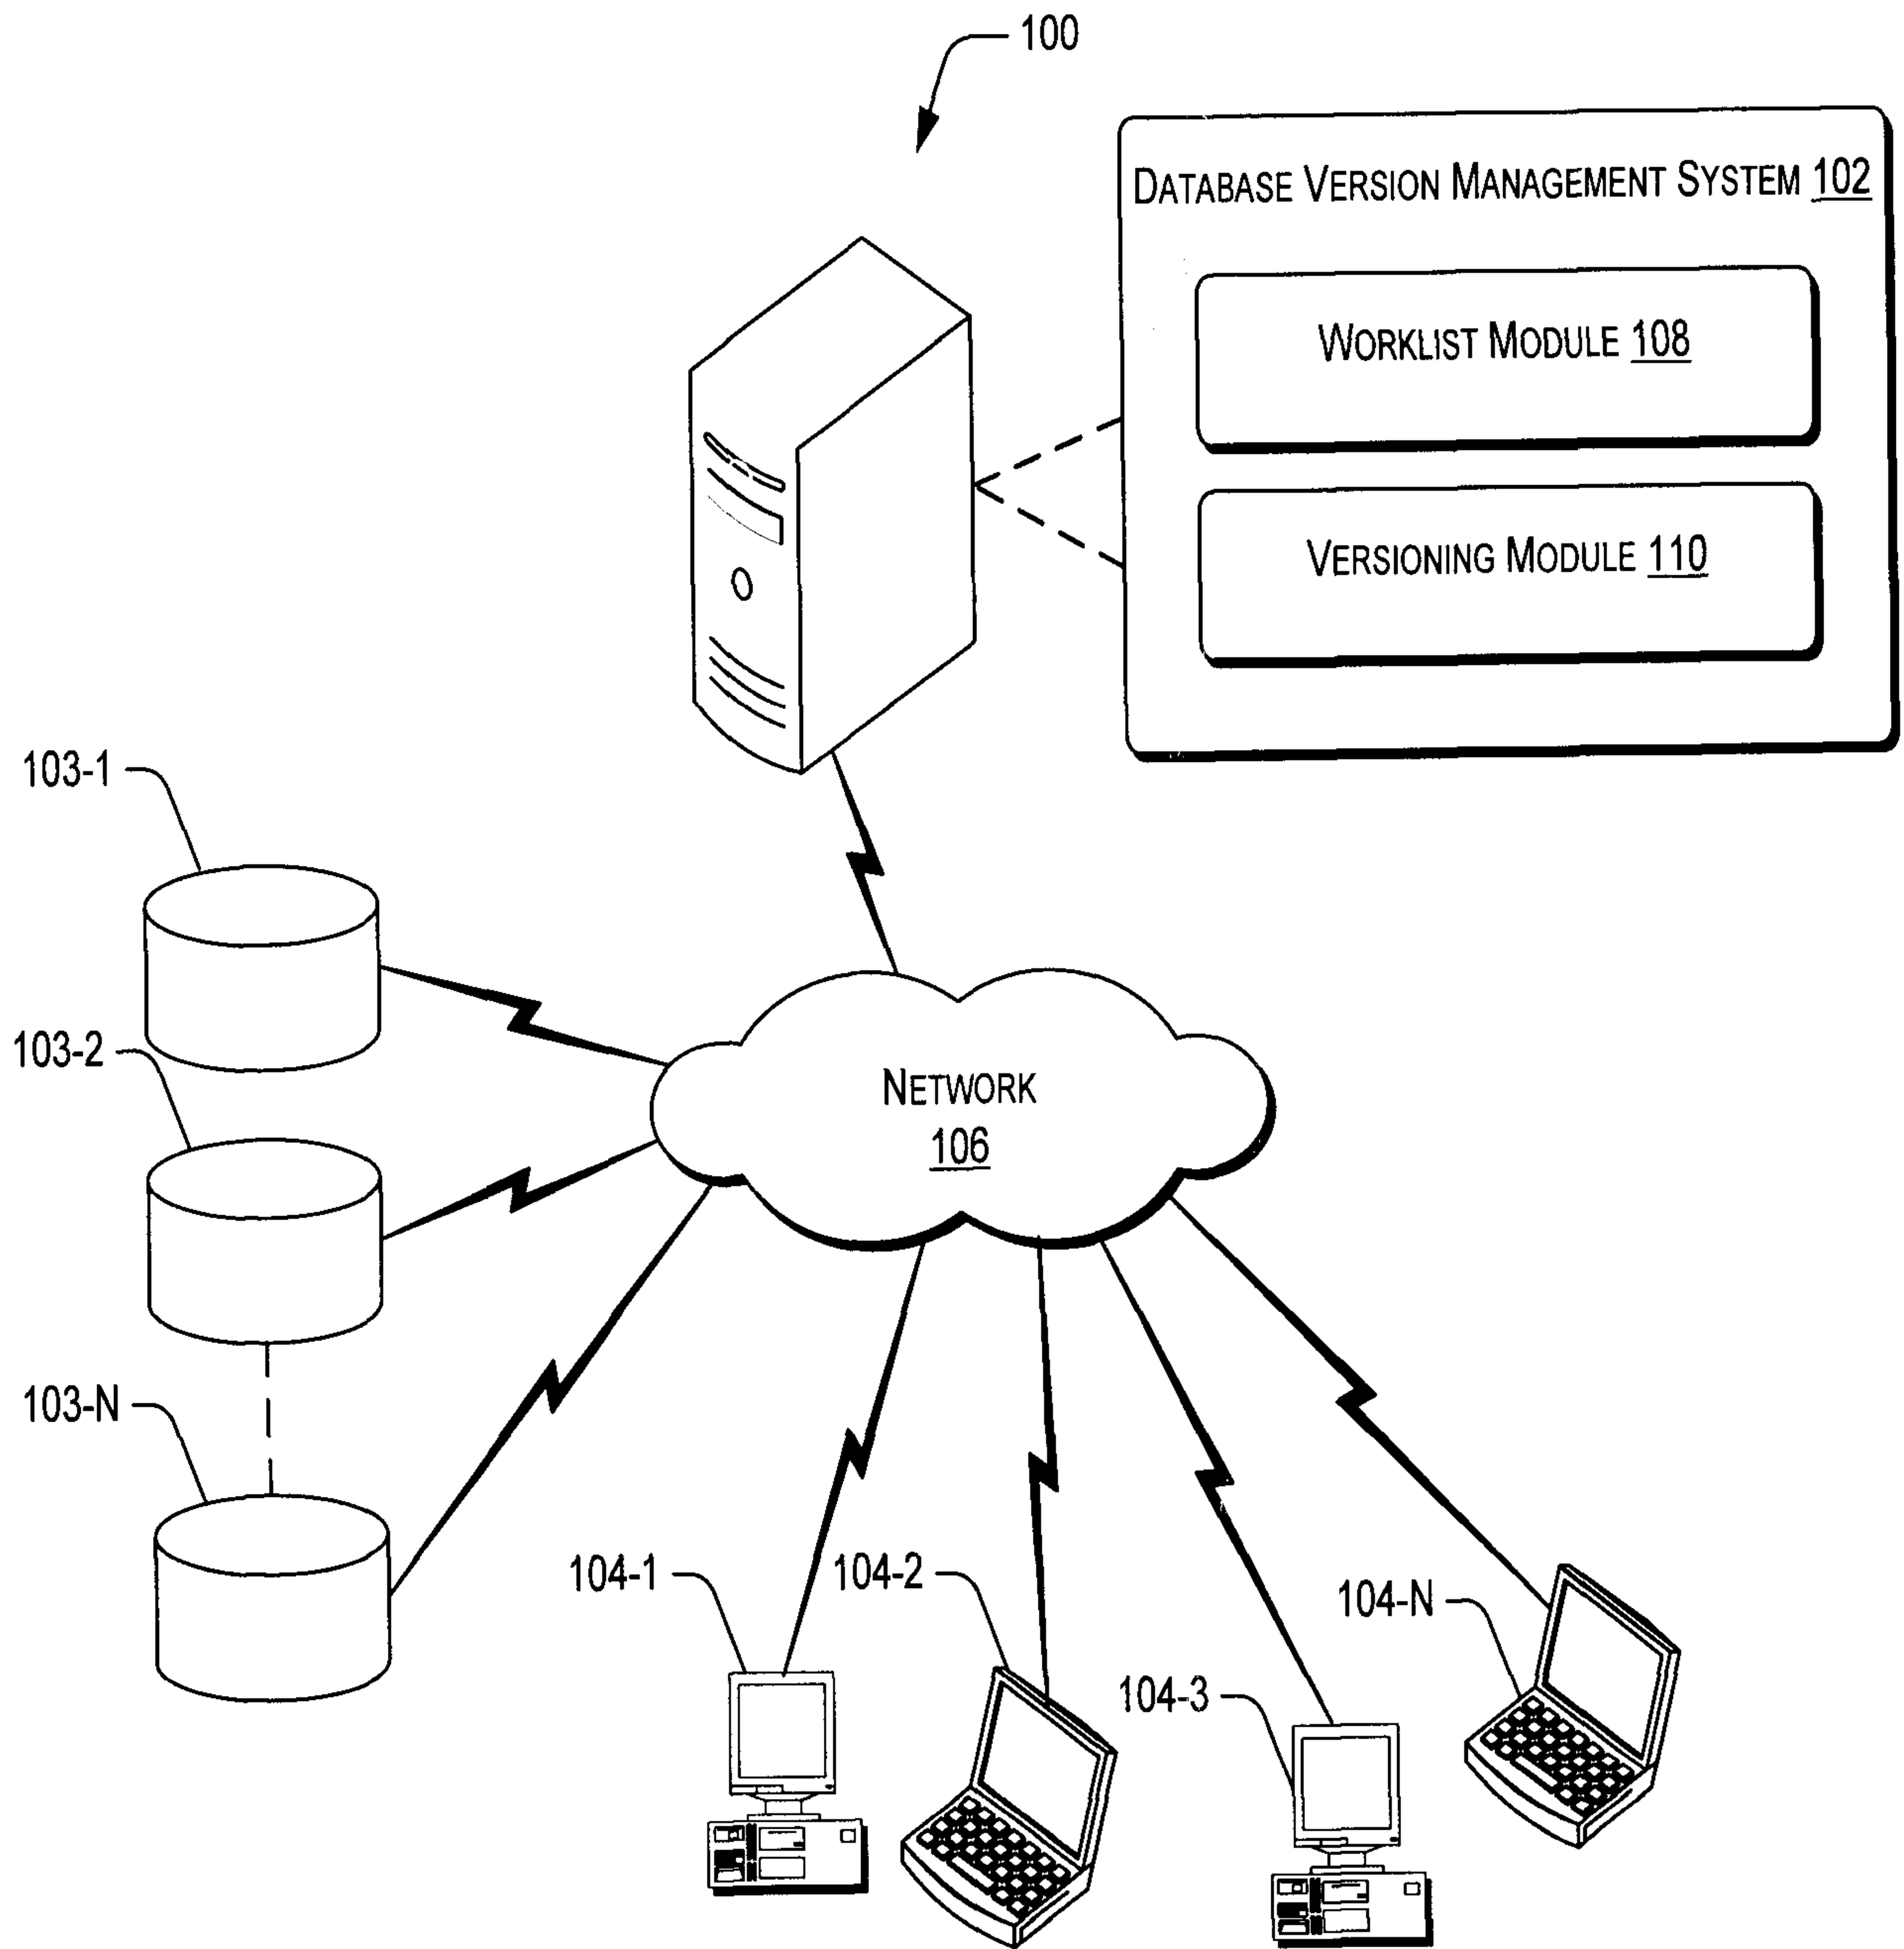 100
DATABASE VERSION MANAGEMENT SYSTEM 102
WORKLIST MODULE 108
VERSIONING MODULE 110
103-1
103-2
NETWORK
106
103-N
104-1
104-2
104-N
104-3